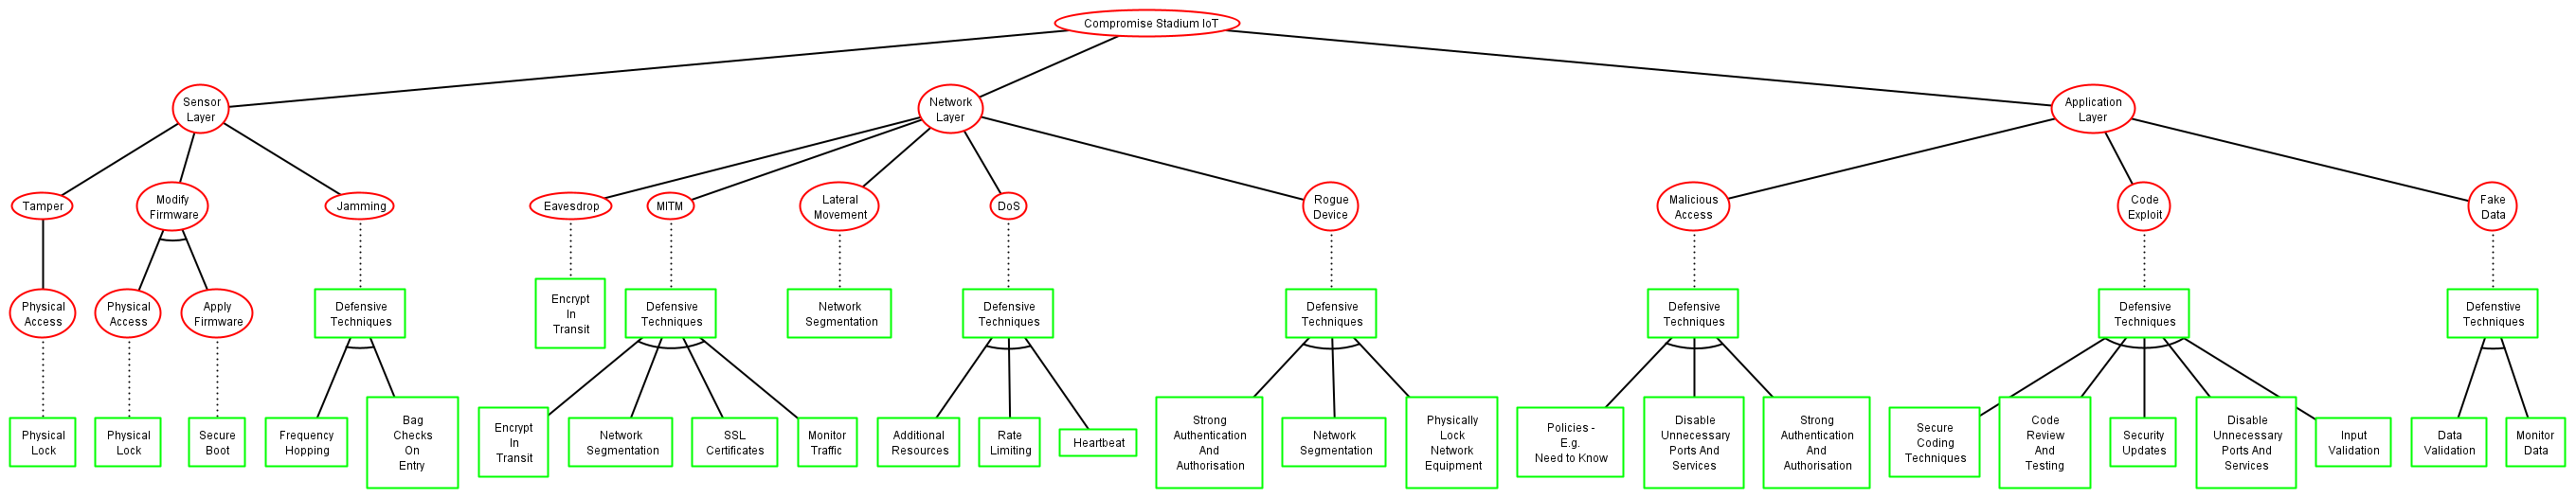 Compromise Stadium IoT
Sensor
Layer
Network
Layer
Application
Layer
Tamper
Modify
Firmware
Jamming
Eavesdrop
MITM
Lateral
Movement
DoS
Rogue
Device
Malicious
Access
Code
Exploit
Fake
Data
Physical
Access
Physical
Access
Apply
Firmware
Defensive
Techniques
Encrypt
In
Transit
Defensive
Techniques
Network
Segmentation
Defensive
Techniques
Defensive
Techniques
Defensive
Techniques
Defensive
Techniques
Defenstive
Techniques
Physical
Lock
Physical
Lock
Secure
Boot
Frequency
Hopping
Bag
Checks
On
Entry
Encrypt
In
Transit
Network
Segmentation
SSL
Certificates
Monitor
Traffic
Additional
Resources
Rate
Limiting
Heartbeat
Strong
Authentication
And
Authorisation
Network
Segmentation
Physically
Lock
Network
Equipment
Policies -
E.g.
Need to Know
Disable
Unnecessary
Ports And
Services
Strong
Authentication
And
Authorisation
Secure
Coding
Techniques
Code
Review
And
Testing
Security
Updates
Disable
Unnecessary
Ports And
Services
Input
Validation
Data
Validation
Monitor
Data